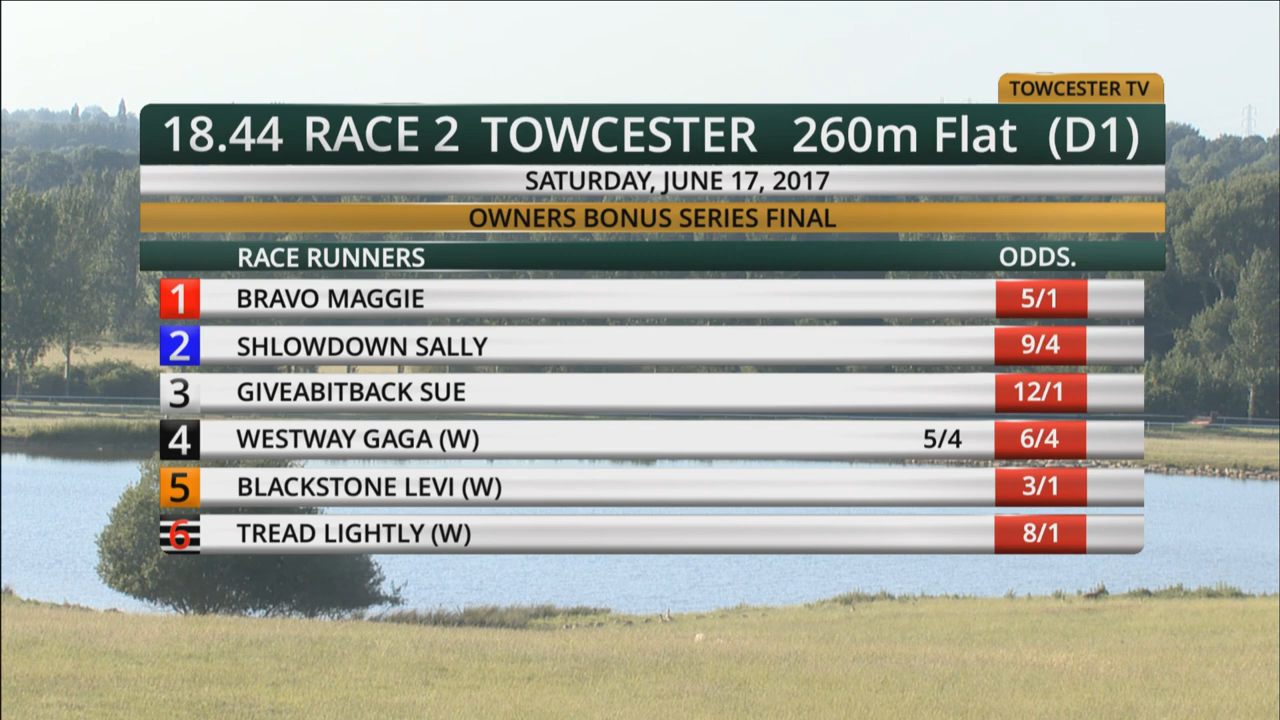 TOWCESTER TV
18.44 RACE 2 TOWCESTER 260m Flat (D1)
SATURDAY, JUNE 17, 2017
OWNERS BONUS SERIES FINAL
RACE RUNNERS ODDS.
1 BRAVO MAGGIE 5/1
2 SHLOWDOWN SALLY 9/4
3 GIVEABITBACK SUE 12/1
4 WESTWAY GAGA (W) 5/4 6/4
5 BLACKSTONE LEVI (W) 3/1
6 TREAD LIGHTLY (W) 8/1